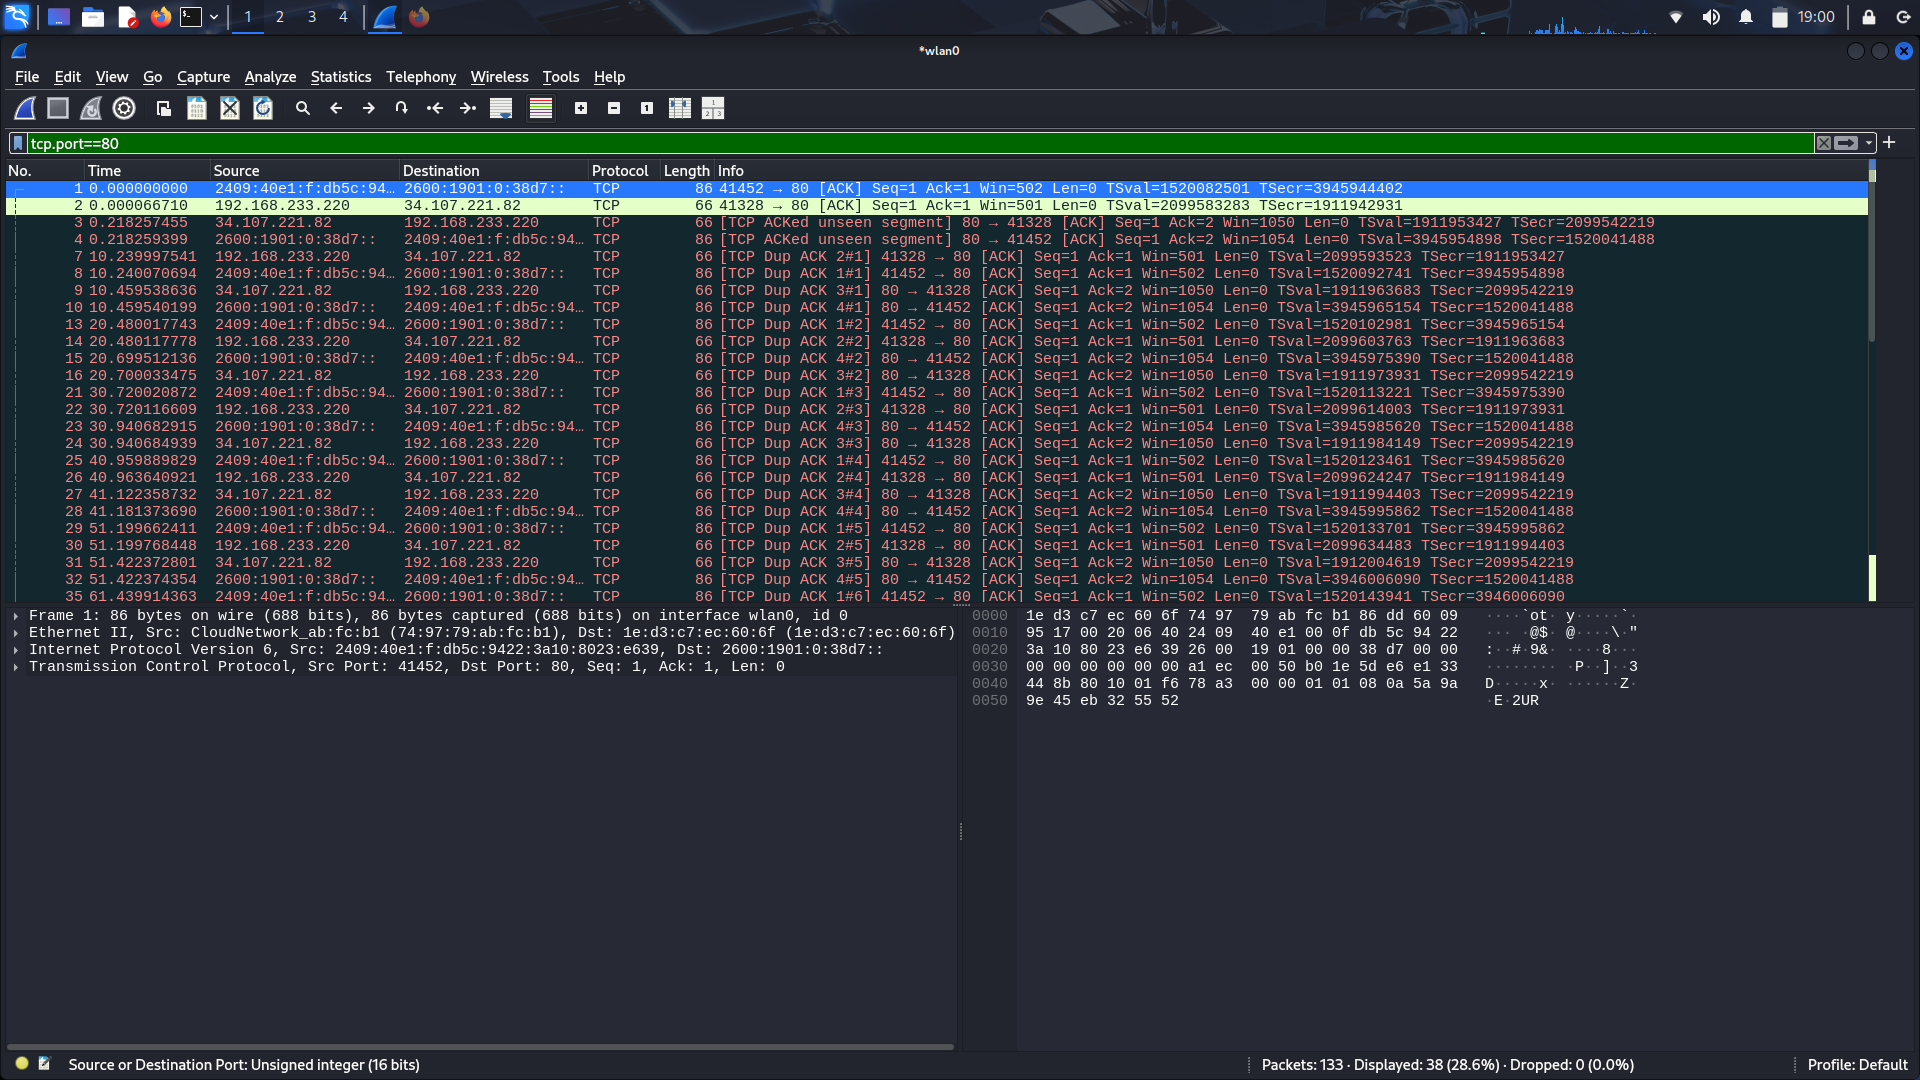 1 2 3 4 19:00
*wlan0
File Edit View Go Capture Analyze Statistics Telephony Wireless Tools Help
tcp.port==80
No. Time Source Destination Protocol Length Info
1 0.000000000 2409:40e1:f:db5c:94… 2600:1901:0:38d7:: TCP 86 41452 → 80 [ACK] Seq=1 Ack=1 Win=502 Len=0 TSval=1520082501 TSecr=3945944402
2 0.000066710 192.168.233.220 34.107.221.82 TCP 66 41328 → 80 [ACK] Seq=1 Ack=1 Win=501 Len=0 TSval=2099583283 TSecr=1911942931
3 0.218257455 34.107.221.82 192.168.233.220 TCP 66 [TCP ACKed unseen segment] 80 → 41328 [ACK] Seq=1 Ack=2 Win=1050 Len=0 TSval=1911953427 TSecr=2099542219
4 0.218259399 2600:1901:0:38d7:: 2409:40e1:f:db5c:94… TCP 86 [TCP ACKed unseen segment] 80 → 41452 [ACK] Seq=1 Ack=2 Win=1054 Len=0 TSval=3945954898 TSecr=1520041488
7 10.239997541 192.168.233.220 34.107.221.82 TCP 66 [TCP Dup ACK 2#1] 41328 → 80 [ACK] Seq=1 Ack=1 Win=501 Len=0 TSval=2099593523 TSecr=1911953427
8 10.240070694 2409:40e1:f:db5c:94… 2600:1901:0:38d7:: TCP 86 [TCP Dup ACK 1#1] 41452 → 80 [ACK] Seq=1 Ack=1 Win=502 Len=0 TSval=1520092741 TSecr=3945954898
9 10.459538636 34.107.221.82 192.168.233.220 TCP 66 [TCP Dup ACK 3#1] 80 → 41328 [ACK] Seq=1 Ack=2 Win=1050 Len=0 TSval=1911963683 TSecr=2099542219
10 10.459540199 2600:1901:0:38d7:: 2409:40e1:f:db5c:94… TCP 86 [TCP Dup ACK 4#1] 80 → 41452 [ACK] Seq=1 Ack=2 Win=1054 Len=0 TSval=3945965154 TSecr=1520041488
13 20.480017743 2409:40e1:f:db5c:94… 2600:1901:0:38d7:: TCP 86 [TCP Dup ACK 1#2] 41452 → 80 [ACK] Seq=1 Ack=1 Win=502 Len=0 TSval=1520102981 TSecr=3945965154
14 20.480117778 192.168.233.220 34.107.221.82 TCP 66 [TCP Dup ACK 2#2] 41328 → 80 [ACK] Seq=1 Ack=1 Win=501 Len=0 TSval=2099603763 TSecr=1911963683
15 20.699512136 2600:1901:0:38d7:: 2409:40e1:f:db5c:94… TCP 86 [TCP Dup ACK 4#2] 80 → 41452 [ACK] Seq=1 Ack=2 Win=1054 Len=0 TSval=3945975390 TSecr=1520041488
16 20.700033475 34.107.221.82 192.168.233.220 TCP 66 [TCP Dup ACK 3#2] 80 → 41328 [ACK] Seq=1 Ack=2 Win=1050 Len=0 TSval=1911973931 TSecr=2099542219
21 30.720020872 2409:40e1:f:db5c:94… 2600:1901:0:38d7:: TCP 86 [TCP Dup ACK 1#3] 41452 → 80 [ACK] Seq=1 Ack=1 Win=502 Len=0 TSval=1520113221 TSecr=3945975390
22 30.720116609 192.168.233.220 34.107.221.82 TCP 66 [TCP Dup ACK 2#3] 41328 → 80 [ACK] Seq=1 Ack=1 Win=501 Len=0 TSval=2099614003 TSecr=1911973931
23 30.940682915 2600:1901:0:38d7:: 2409:40e1:f:db5c:94… TCP 86 [TCP Dup ACK 4#3] 80 → 41452 [ACK] Seq=1 Ack=2 Win=1054 Len=0 TSval=3945985620 TSecr=1520041488
24 30.940684939 34.107.221.82 192.168.233.220 TCP 66 [TCP Dup ACK 3#3] 80 → 41328 [ACK] Seq=1 Ack=2 Win=1050 Len=0 TSval=1911984149 TSecr=2099542219
25 40.959889829 2409:40e1:f:db5c:94… 2600:1901:0:38d7:: TCP 86 [TCP Dup ACK 1#4] 41452 → 80 [ACK] Seq=1 Ack=1 Win=502 Len=0 TSval=1520123461 TSecr=3945985620
26 40.963640921 192.168.233.220 34.107.221.82 TCP 66 [TCP Dup ACK 2#4] 41328 → 80 [ACK] Seq=1 Ack=1 Win=501 Len=0 TSval=2099624247 TSecr=1911984149
27 41.122358732 34.107.221.82 192.168.233.220 TCP 66 [TCP Dup ACK 3#4] 80 → 41328 [ACK] Seq=1 Ack=2 Win=1050 Len=0 TSval=1911994403 TSecr=2099542219
28 41.181373690 2600:1901:0:38d7:: 2409:40e1:f:db5c:94… TCP 86 [TCP Dup ACK 4#4] 80 → 41452 [ACK] Seq=1 Ack=2 Win=1054 Len=0 TSval=3945995862 TSecr=1520041488
29 51.199662411 2409:40e1:f:db5c:94… 2600:1901:0:38d7:: TCP 86 [TCP Dup ACK 1#5] 41452 → 80 [ACK] Seq=1 Ack=1 Win=502 Len=0 TSval=1520133701 TSecr=3945995862
30 51.199768448 192.168.233.220 34.107.221.82 TCP 66 [TCP Dup ACK 2#5] 41328 → 80 [ACK] Seq=1 Ack=1 Win=501 Len=0 TSval=2099634483 TSecr=1911994403
31 51.422372801 34.107.221.82 192.168.233.220 TCP 66 [TCP Dup ACK 3#5] 80 → 41328 [ACK] Seq=1 Ack=2 Win=1050 Len=0 TSval=1912004619 TSecr=2099542219
32 51.422374354 2600:1901:0:38d7:: 2409:40e1:f:db5c:94… TCP 86 [TCP Dup ACK 4#5] 80 → 41452 [ACK] Seq=1 Ack=2 Win=1054 Len=0 TSval=3946006090 TSecr=1520041488
35 61.439914363 2409:40e1:f:db5c:94… 2600:1901:0:38d7:: TCP 86 [TCP Dup ACK 1#6] 41452 → 80 [ACK] Seq=1 Ack=1 Win=502 Len=0 TSval=1520143941 TSecr=3946006090
Frame 1: 86 bytes on wire (688 bits), 86 bytes captured (688 bits) on interface wlan0, id 0
Ethernet II, Src: CloudNetwork_ab:fc:b1 (74:97:79:ab:fc:b1), Dst: 1e:d3:c7:ec:60:6f (1e:d3:c7:ec:60:6f)
Internet Protocol Version 6, Src: 2409:40e1:f:db5c:9422:3a10:8023:e639, Dst: 2600:1901:0:38d7::
Transmission Control Protocol, Src Port: 41452, Dst Port: 80, Seq: 1, Ack: 1, Len: 0
0000 1e d3 c7 ec 60 6f 74 97 79 ab fc b1 86 dd 60 09 ····`ot· y·····`·
0010 95 17 00 20 06 40 24 09 40 e1 00 0f db 5c 94 22 ··· ·@$· @····\·"
0020 3a 10 80 23 e6 39 26 00 19 01 00 00 38 d7 00 00 :··#·9&· ····8···
0030 00 00 00 00 00 00 a1 ec 00 50 b0 1e 5d e6 e1 33 ········ ·P··]··3
0040 44 8b 80 10 01 f6 78 a3 00 00 01 01 08 0a 5a 9a D·····x· ······Z·
0050 9e 45 eb 32 55 52 ·E·2UR
Source or Destination Port: Unsigned integer (16 bits)
Packets: 133 · Displayed: 38 (28.6%) · Dropped: 0 (0.0%)
Profile: Default